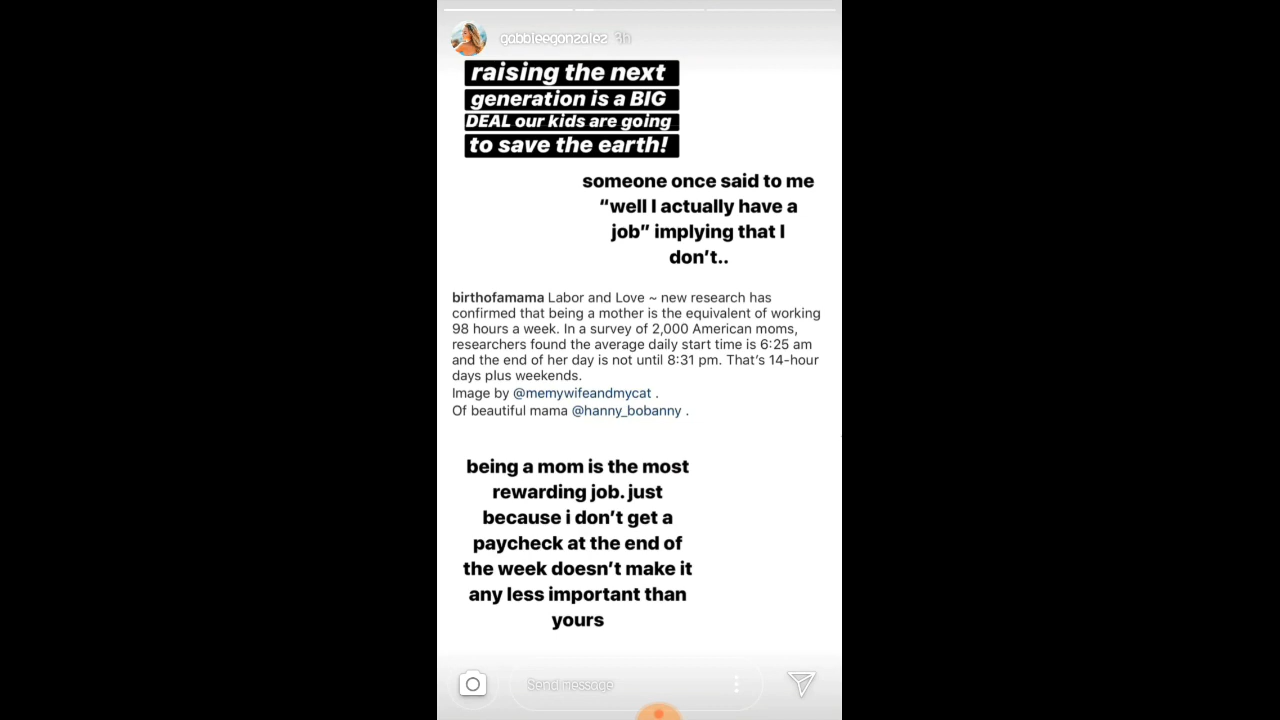 gabbieegonzalez 3h
raising the next
generation is a BIG
DEAL our kids are going
to save the earth!
someone once said to me
“well I actually have a
job” implying that I
don’t..
birthofamama Labor and Love ~ new research has
confirmed that being a mother is the equivalent of working
98 hours a week. In a survey of 2,000 American moms,
researchers found the average daily start time is 6:25 am
and the end of her day is not until 8:31 pm. That’s 14-hour
days plus weekends.
Image by @memywifeandmycat .
Of beautiful mama @hanny_bobanny .
being a mom is the most
rewarding job. just
because i don’t get a
paycheck at the end of
the week doesn’t make it
any less important than
yours
Send message